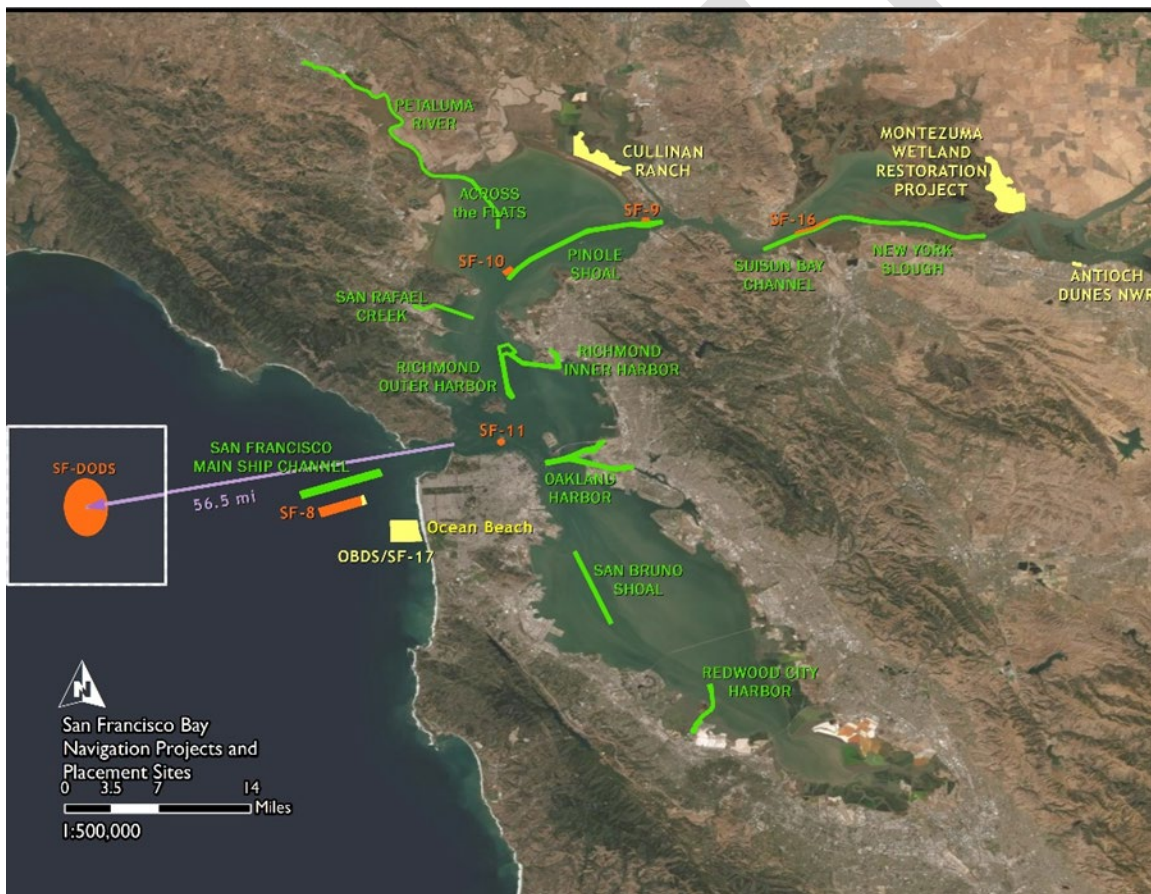 PETALUMA
RIVER
CULLINAN
RANCH
MONTEZUMA
WETLAND
RESTORATION
PROJECT
ACROSS
the FLATS
SF-9
SF-16
SF-10
PINOLE
SHOAL
SUISUN BAY
CHANNEL
NEW YORK
SLOUGH
ANTIOCH
DUNES NWR
SAN RAFAEL
CREEK
RICHMOND
OUTER HARBOR
RICHMOND
INNER HARBOR
SF-11
SAN FRANCISCO
MAIN SHIP CHANNEL
SF-DODS
56.5 mi
SF-8
OAKLAND
HARBOR
Ocean Beach
OBDS/SF-17
SAN BRUNO
SHOAL
REDWOOD CITY
HARBOR
N
San Francisco Bay
Navigation Projects and
Placement Sites
0 3.5 7 14
Miles
1:500,000